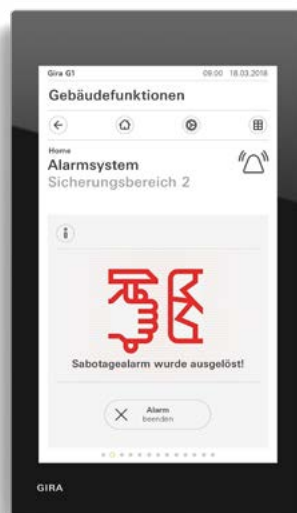 Gira G1 09:00 18.03.2018
Gebäudefunktionen
Home
Alarmsystem
Sicherungsbereich 2
Sabotagealarm wurde ausgelöst!
Alarm
beenden
GIRA